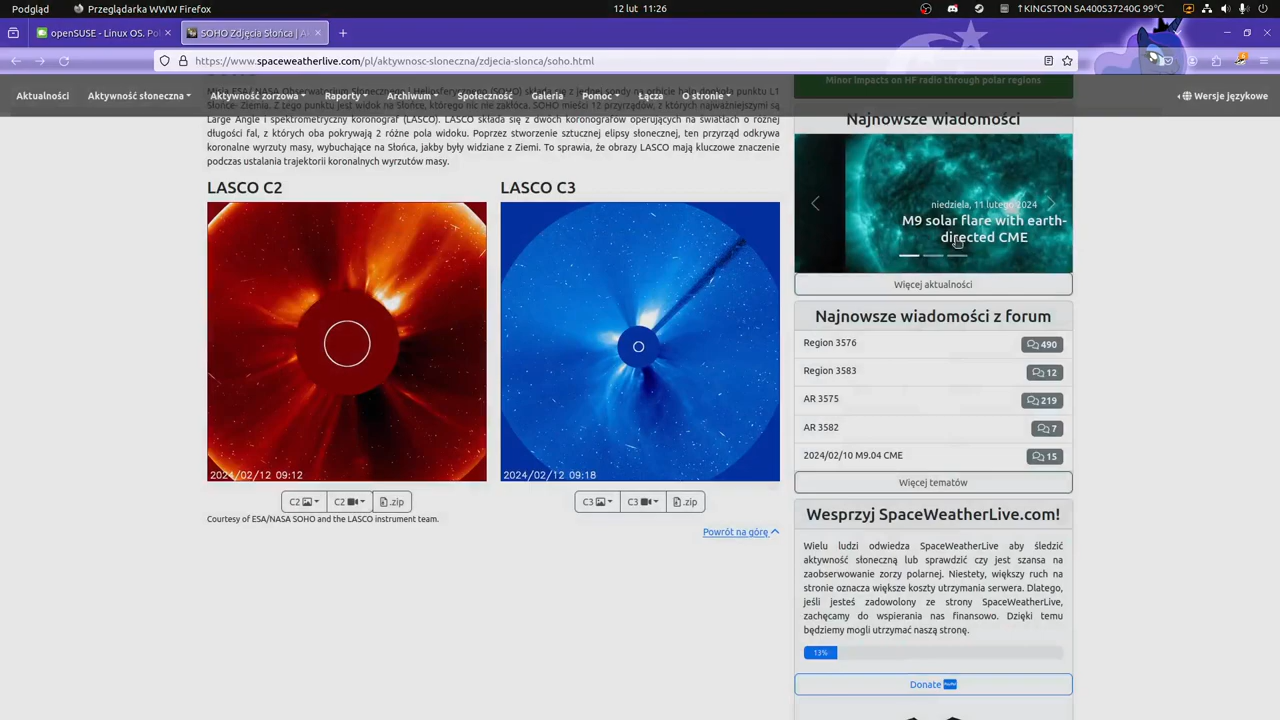 Podgląd
Przeglądarka WWW Firefox
12 lut 11:26
↑KINGSTON SA400S37240G 99°C
openSUSE - Linux OS. Pol
SOHO Zdjęcia Słońca | Ak
https://www.spaceweatherlive.com/pl/aktywnosc-sloneczna/zdjecia-slonca/soho.html
Aktualności
Aktywność słoneczna
Aktywność zorzowa
Raporty
Archiwum
Społeczność
Galeria
Pomoc
Łącza
O stronie
Wersje językowe
Słońce- Ziemi. Z tego punktu jest widok na Słońce, którego nic nie zakłóca. SOHO mieści 12 przyrządów, z których najważniejszymi są
Large Angle i spektrometryczny koronograf (LASCO). LASCO składa się z dwóch koronografów operujących na światłach o różnej
długości fal, z których oba pokrywają 2 różne pola widoku. Poprzez stworzenie sztucznej elipsy słonecznej, ten przyrząd odkrywa
koronalne wyrzuty masy, wybuchające na Słońca, jakby były widziane z Ziemi. To sprawia, że obrazy LASCO mają kluczowe znaczenie
podczas ustalania trajektorii koronalnych wyrzutów masy.
LASCO C2
LASCO C3
2024/02/12 09:12
2024/02/12 09:18
C2
C2
.zip
C3
C3
.zip
Courtesy of ESA/NASA SOHO and the LASCO instrument team.
Powrót na górę
Minor impacts on HF radio through polar regions
Najnowsze wiadomości
niedziela, 11 lutego 2024
M9 solar flare with earth-
directed CME
Więcej aktualności
Najnowsze wiadomości z forum
Region 3576
490
Region 3583
12
AR 3575
219
AR 3582
7
2024/02/10 M9.04 CME
15
Więcej tematów
Wesprzyj SpaceWeatherLive.com!
Wielu ludzi odwiedza SpaceWeatherLive aby śledzić
aktywność słoneczną lub sprawdzić czy jest szansa na
zaobserwowanie zorzy polarnej. Niestety, większy ruch na
stronie oznacza większe koszty utrzymania serwera. Dlatego,
jeśli jesteś zadowolony ze strony SpaceWeatherLive,
zachęcamy do wspierania nas finansowo. Dzięki temu
będziemy mogli utrzymać naszą stronę.
13%
Donate